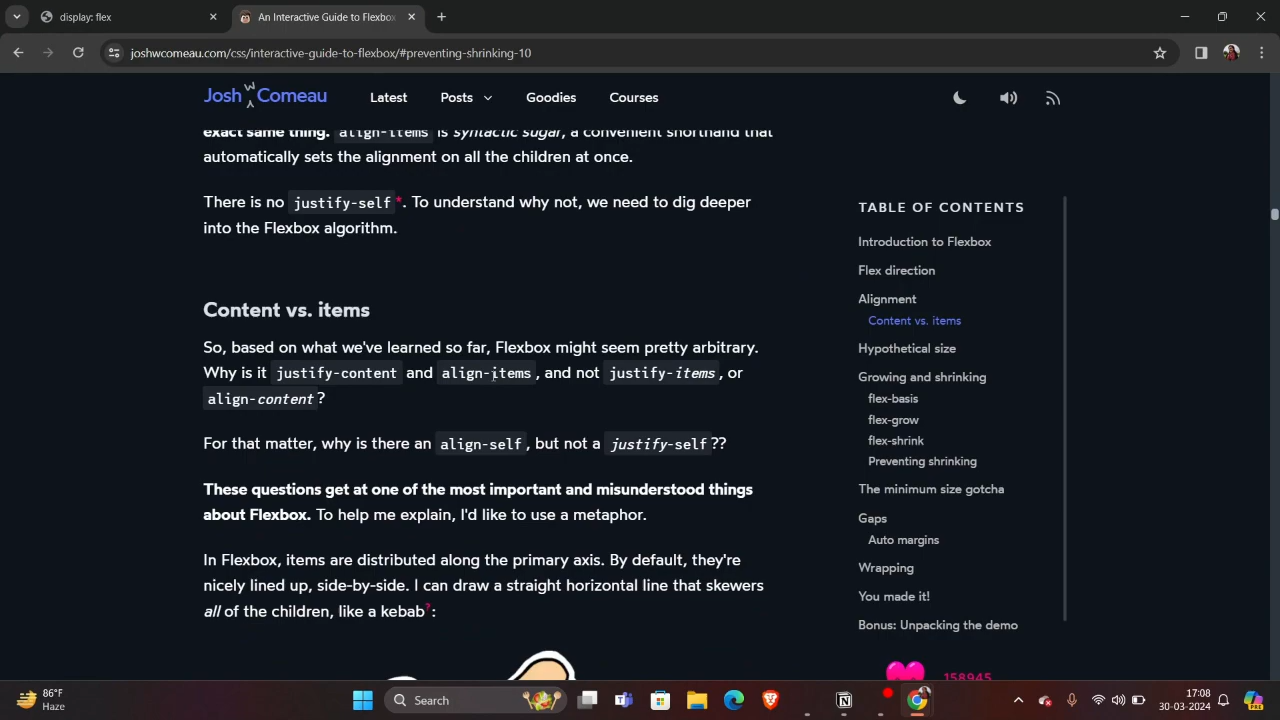 display: flex
An Interactive Guide to Flexbox
joshwcomeau.com/css/interactive-guide-to-flexbox/#preventing-shrinking-10
Josh W Comeau
Latest
Posts
Goodies
Courses
exact same thing. align-items is syntactic sugar, a convenient shorthand that
automatically sets the alignment on all the children at once.
There is no justify-self*. To understand why not, we need to dig deeper
into the Flexbox algorithm.
Content vs. items
So, based on what we've learned so far, Flexbox might seem pretty arbitrary.
Why is it justify-content and align-items, and not justify-items, or
align-content?
For that matter, why is there an align-self, but not a justify-self??
These questions get at one of the most important and misunderstood things
about Flexbox. To help me explain, I'd like to use a metaphor.
In Flexbox, items are distributed along the primary axis. By default, they're
nicely lined up, side-by-side. I can draw a straight horizontal line that skewers
all of the children, like a kebab?:
TABLE OF CONTENTS
Introduction to Flexbox
Flex direction
Alignment
Content vs. items
Hypothetical size
Growing and shrinking
flex-basis
flex-grow
flex-shrink
Preventing shrinking
The minimum size gotcha
Gaps
Auto margins
Wrapping
You made it!
Bonus: Unpacking the demo
158945
86°F
Haze
Search
17:08
30-03-2024